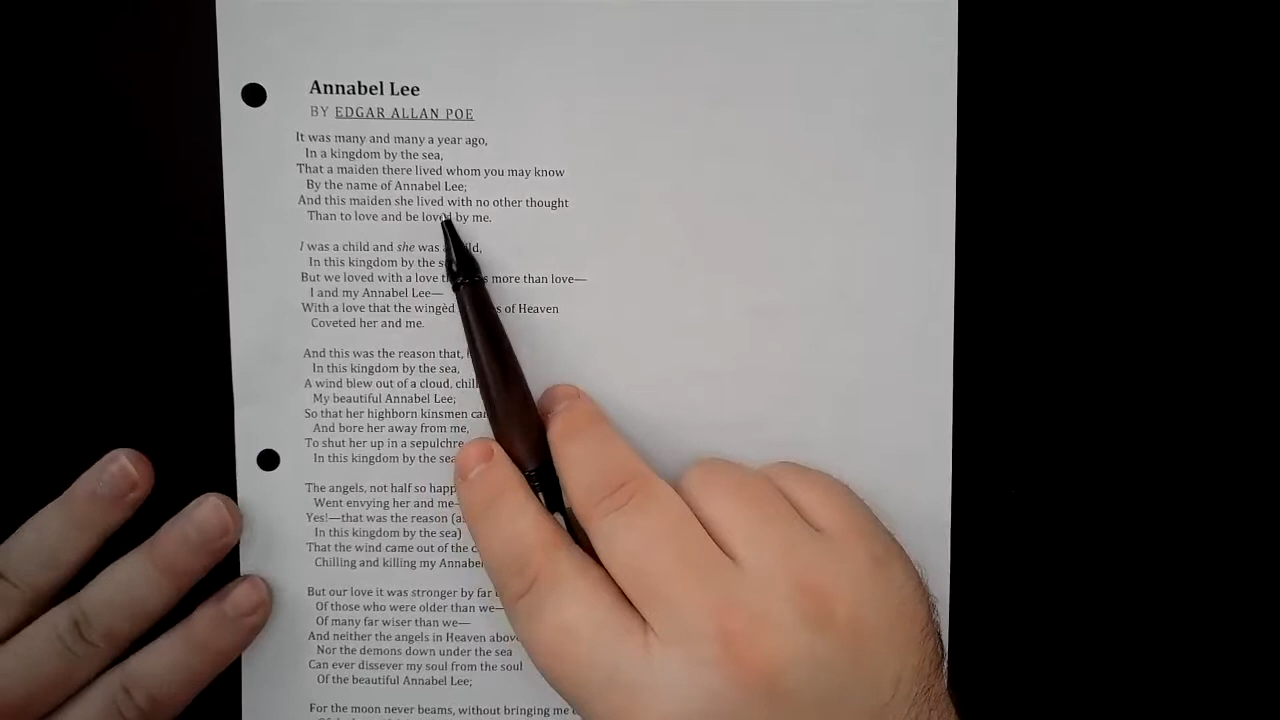 Annabel Lee
BY EDGAR ALLAN POE
It was many and many a year ago,
In a kingdom by the sea,
That a maiden there lived whom you may know
By the name of Annabel Lee;
And this maiden she lived with no other thought
Than to love and be loved by me.
I was a child and she was a child,
In this kingdom by the
But we loved with a love more than love—
I and my Annabel Lee—
With a love that the wingèd of Heaven
Coveted her and me.
And this was the reason that,
In this kingdom by the sea,
A wind blew out of a cloud,
My beautiful Annabel Lee;
So that her highborn kinsmen
And bore her away from me,
To shut her up in a sepulchre
In this kingdom by the sea
The angels, not half so
Went envying her and me—
Yes!—that was the reason
In this kingdom by the sea)
That the wind came out of the
Chilling and killing my Annabel
But our love it was stronger by far
Of those who were older than we—
Of many far wiser than we—
And neither the angels in Heaven above
Nor the demons down under the sea
Can ever dissever my soul from the soul
Of the beautiful Annabel Lee;
For the moon never beams, without bringing me